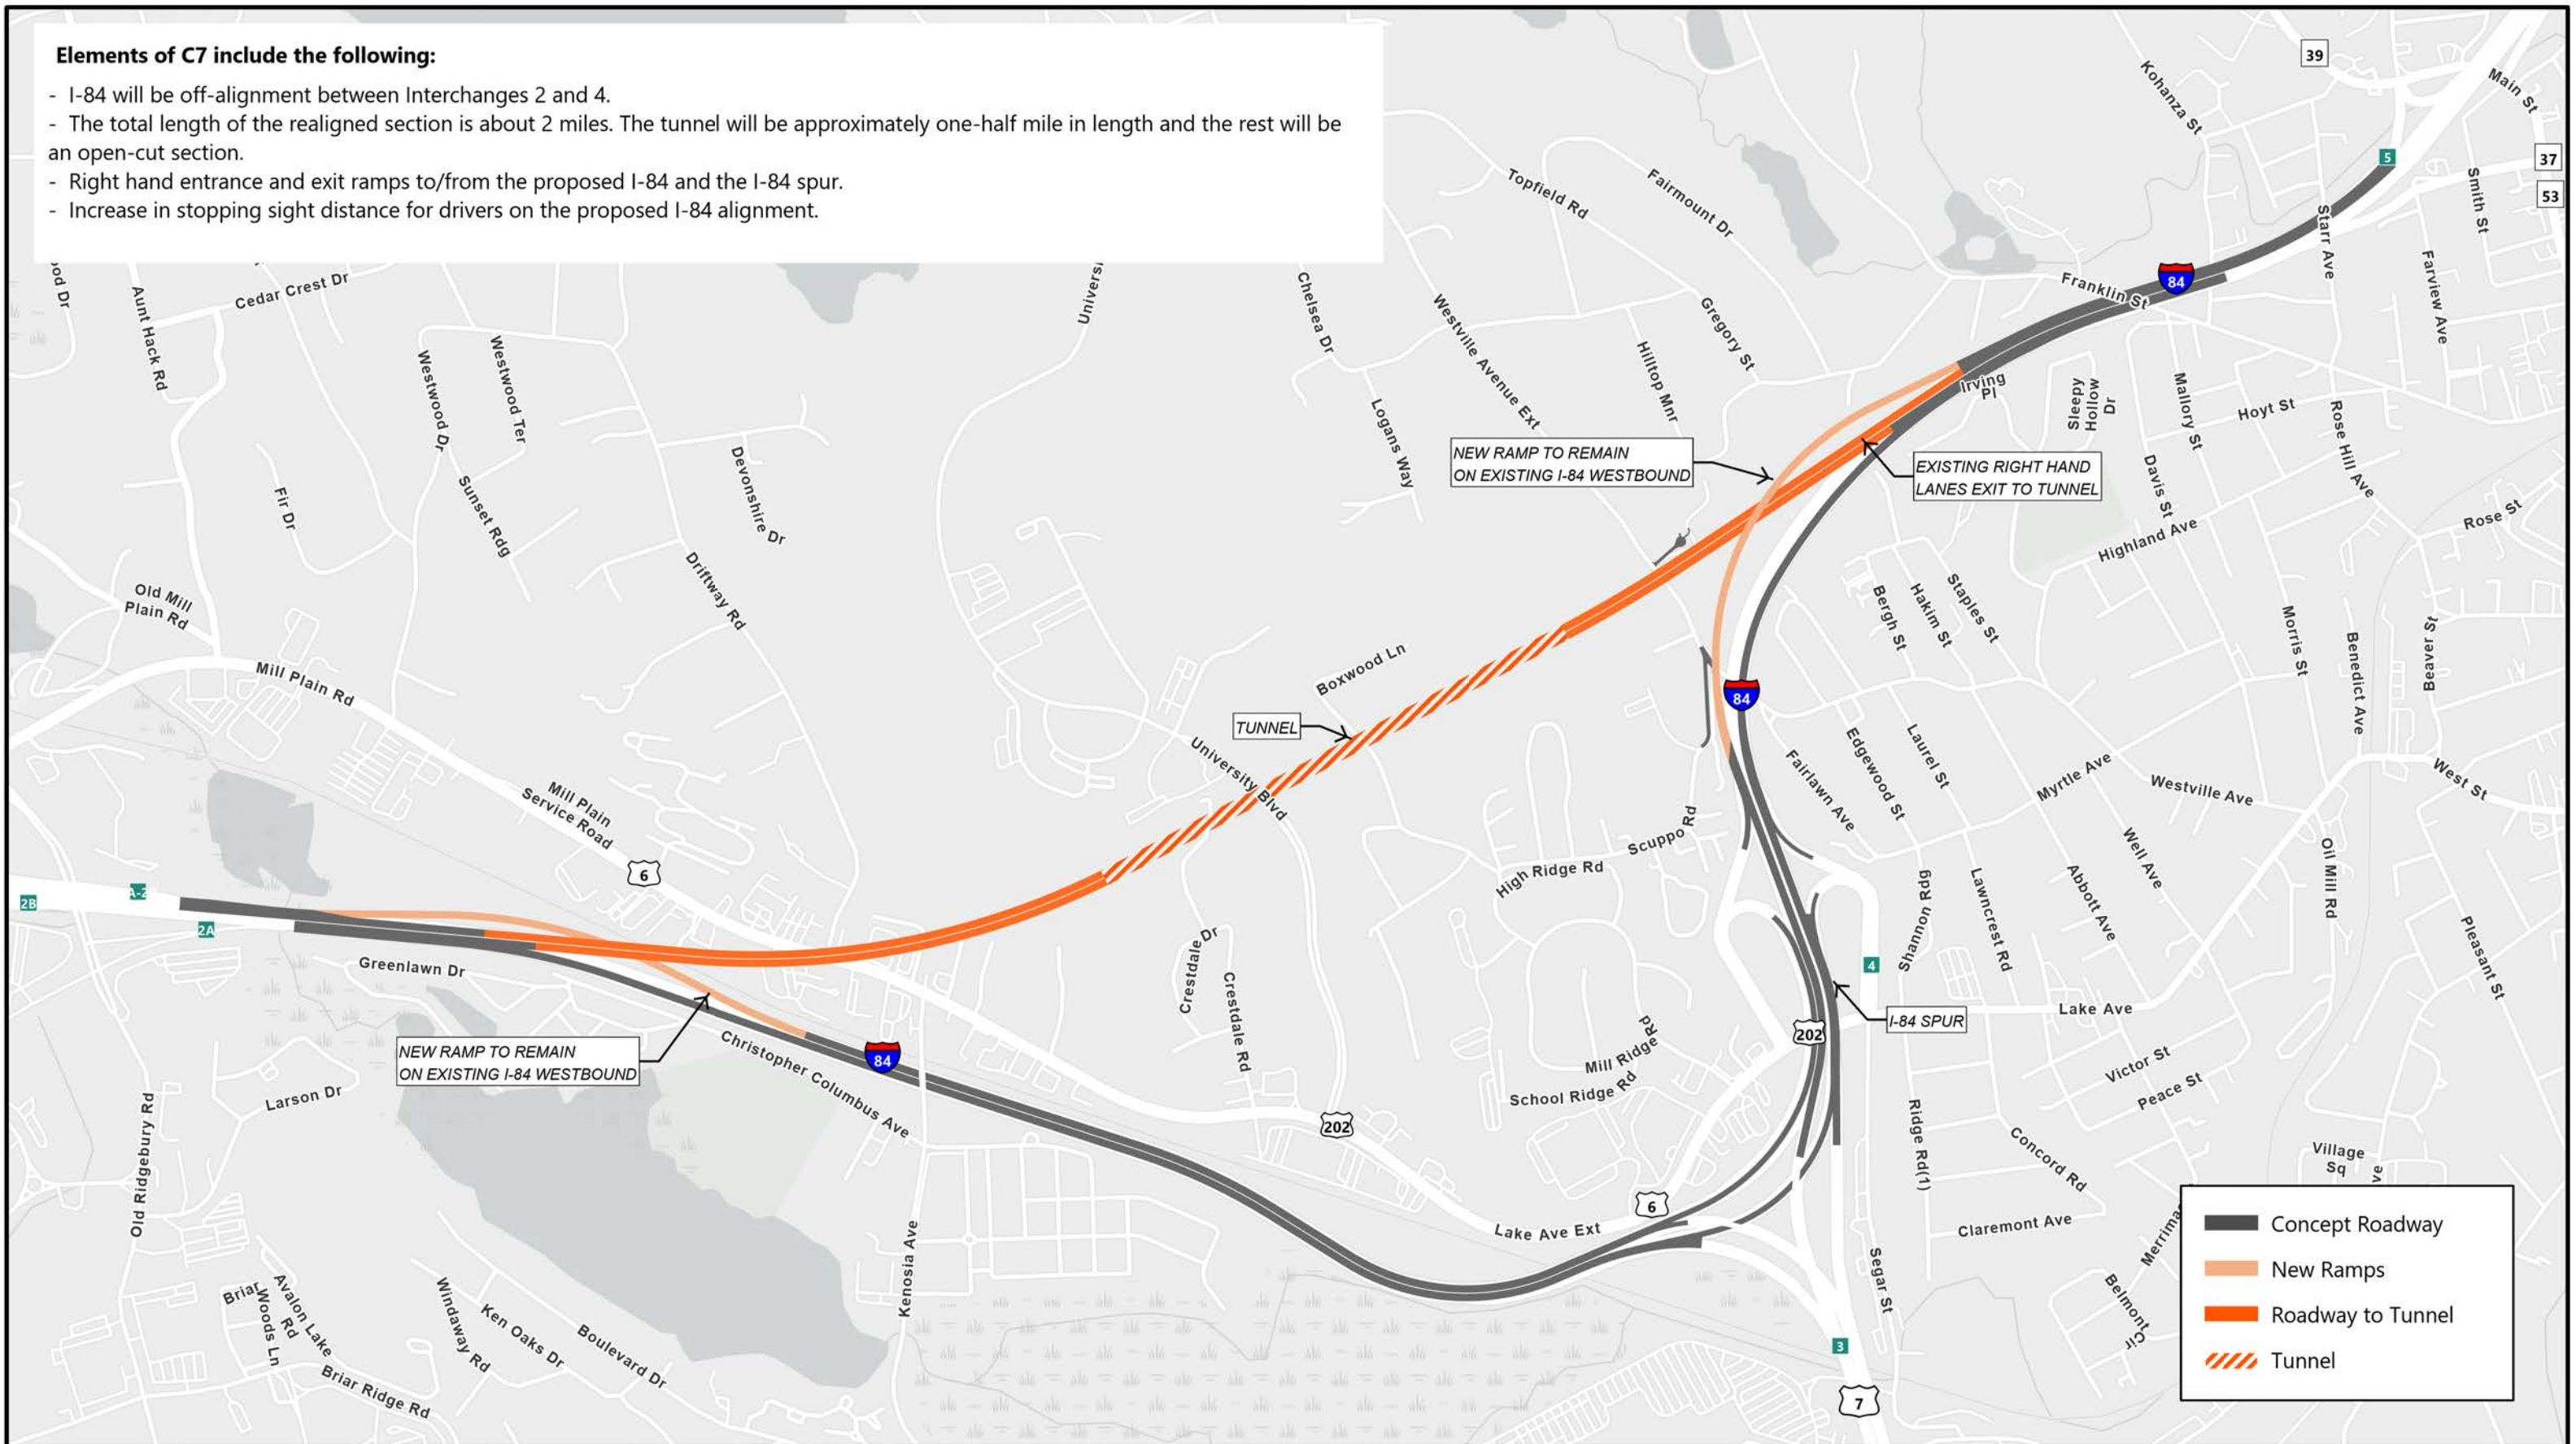 Elements of C7 include the following:
- I-84 will be off-alignment between Interchanges 2 and 4.
- The total length of the realigned section is about 2 miles. The tunnel will be approximately one-half mile in length and the rest will be
an open-cut section.
- Right hand entrance and exit ramps to/from the proposed I-84 and the I-84 spur.
- Increase in stopping sight distance for drivers on the proposed I-84 alignment.
39
Main St
Kohanza St
5
37
53
Smith St
Starr Ave
Farview Ave
Topfield Rd
Fairmount Dr
Franklin St
84
Cedar Crest Dr
Aunt Hack Rd
Westwood Dr
Westwood Ter
Chelsea Dr
Westville Avenue Ext
Gregory St
Hilltop Mnr
Logans Way
Irving
Pl
Sleepy
Hollow
Dr
Mallory St
Hoyt St
Rose Hill Ave
Rose St
Davis St
Highland Ave
NEW RAMP TO REMAIN
ON EXISTING I-84 WESTBOUND
EXISTING RIGHT HAND
LANES EXIT TO TUNNEL
Fir Dr
Sunset Rdg
Devonshire Dr
Driftway Rd
Old Mill
Plain Rd
Mill Plain Rd
Bergh St
Hakim St
Staples St
Morris St
Benedict Ave
Beaver St
Boxwood Ln
TUNNEL
84
University Blvd
Mill Plain
Service Road
6
Fairlawn Ave
Edgewood St
Laurel St
Myrtle Ave
Westville Ave
West St
Scuppo Rd
High Ridge Rd
Shannon Rdg
Lawncrest Rd
Abbott Ave
Well Ave
Oil Mill Rd
Pleasant St
2B
2A
Greenlawn Dr
Crestdale Dr
Crestdale Rd
4
Lake Ave
I-84 SPUR
202
NEW RAMP TO REMAIN
ON EXISTING I-84 WESTBOUND
84
Christopher Columbus Ave
Larson Dr
Old Ridgebury Rd
202
Mill Ridge Rd
School Ridge Rd
Victor St
Peace St
Ridge Rd(1)
Concord Rd
Village
Sq
Claremont Ave
6
Lake Ave Ext
Kenosia Ave
Segar St
Belmont Cir
Briar
Woods Ln
Avalon Lake
Rd
Briar Ridge Rd
Windaway Rd
Ken Oaks Dr
Boulevard Dr
3
7
Concept Roadway
New Ramps
Roadway to Tunnel
Tunnel